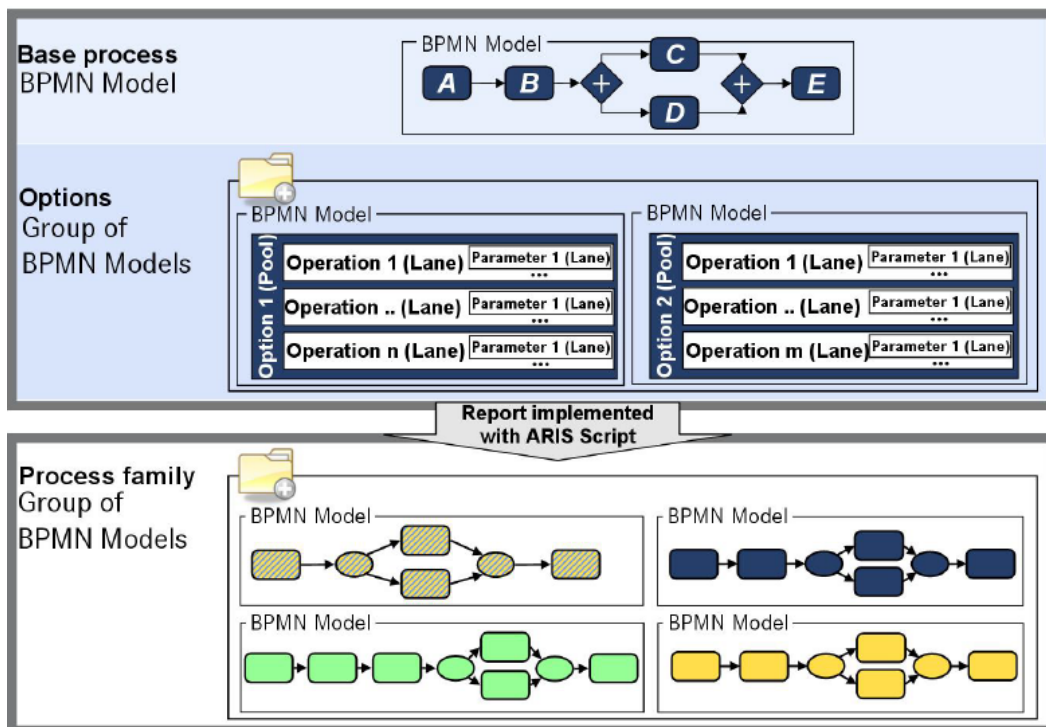 Base process
BPMN Model
BPMN Model
A
B
+
C
D
+
E
Options
Group of
BPMN Models
BPMN Model
Option 1 (Pool)
Operation 1 (Lane)
Parameter 1 (Lane)
...
Operation .. (Lane)
Parameter 1 (Lane)
...
Operation n (Lane)
Parameter 1 (Lane)
...
BPMN Model
Option 2 (Pool)
Operation 1 (Lane)
Parameter 1 (Lane)
...
Operation .. (Lane)
Parameter 1 (Lane)
...
Operation m (Lane)
Parameter 1 (Lane)
...
Report implemented
with ARIS Script
Process family
Group of
BPMN Models
BPMN Model
BPMN Model
BPMN Model
BPMN Model